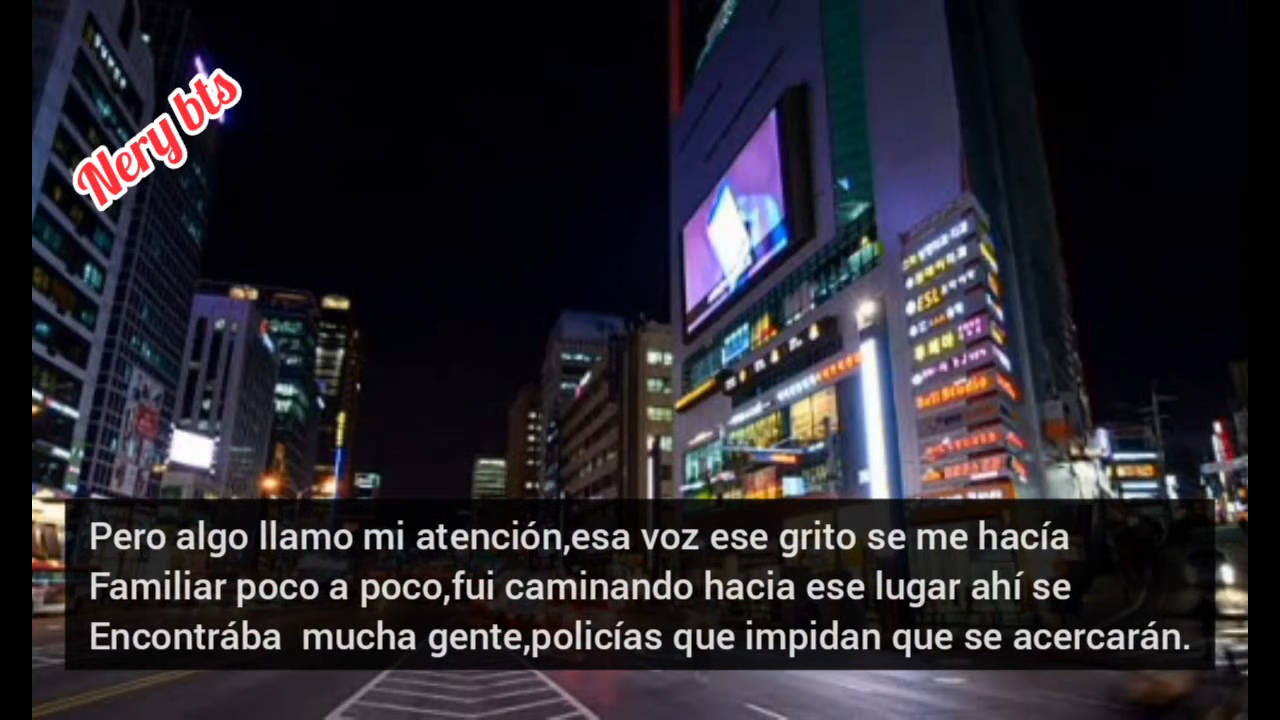 Nery bts
ESL
Pero algo llamo mi atención,esa voz ese grito se me hacía
Familiar poco a poco,fui caminando hacia ese lugar ahí se
Encontrába mucha gente,policías que impidan que se acercarán.